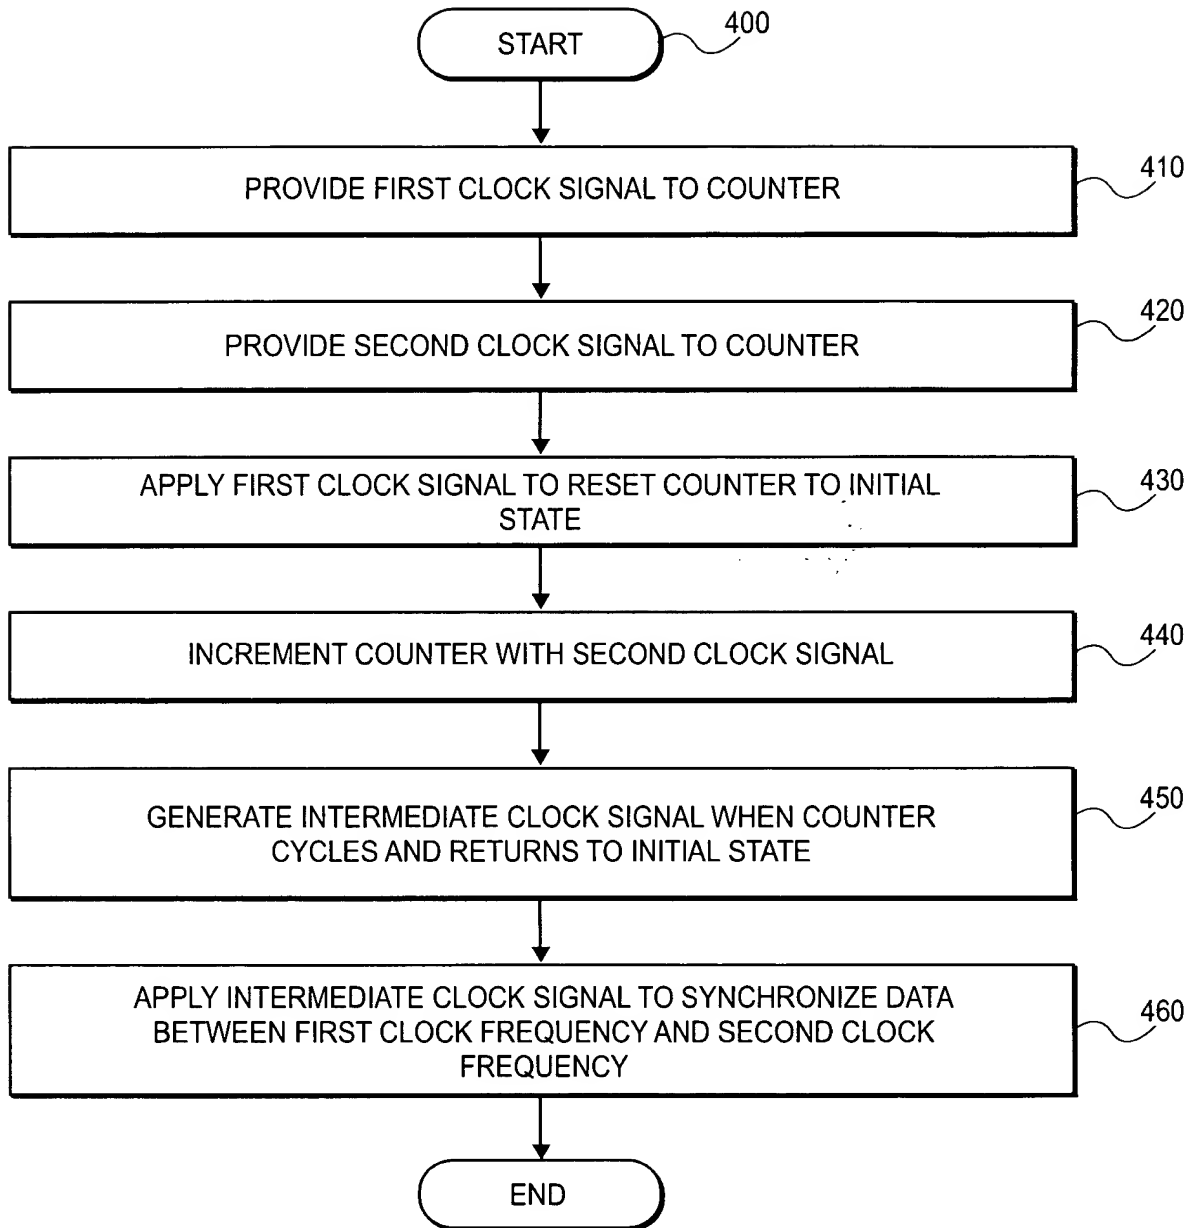 START
400
PROVIDE FIRST CLOCK SIGNAL TO COUNTER
410
PROVIDE SECOND CLOCK SIGNAL TO COUNTER
420
APPLY FIRST CLOCK SIGNAL TO RESET COUNTER TO INITIAL
STATE
430
INCREMENT COUNTER WITH SECOND CLOCK SIGNAL
440
GENERATE INTERMEDIATE CLOCK SIGNAL WHEN COUNTER
CYCLES AND RETURNS TO INITIAL STATE
450
APPLY INTERMEDIATE CLOCK SIGNAL TO SYNCHRONIZE DATA
BETWEEN FIRST CLOCK FREQUENCY AND SECOND CLOCK
FREQUENCY
460
END